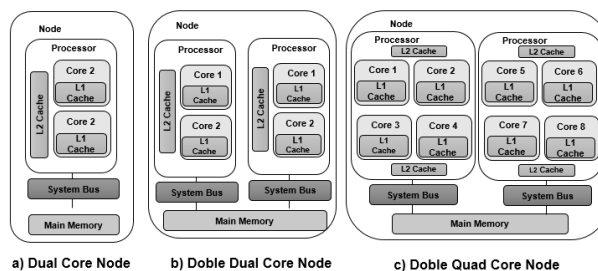 Node
Processor
L2 Cache
Core 2
L1
Cache
Core 2
L1
Cache
System Bus
Main Memory
a) Dual Core Node
Node
Processor
Processor
L2 Cache
Core 1
L1
Cache
Core 2
L1
Cache
L2 Cache
Core 1
L1
Cache
Core 2
L1
Cache
System Bus
System Bus
Main Memory
b) Doble Dual Core Node
Node
Processor
L2 Cache
Core 1
L1
Cache
Core 2
L1
Cache
Core 3
L1
Cache
Core 4
L1
Cache
L2 Cache
Processor
L2 Cache
Core 5
L1
Cache
Core 6
L1
Cache
Core 7
L1
Cache
Core 8
L1
Cache
L2 Cache
System Bus
System Bus
Main Memory
c) Doble Quad Core Node